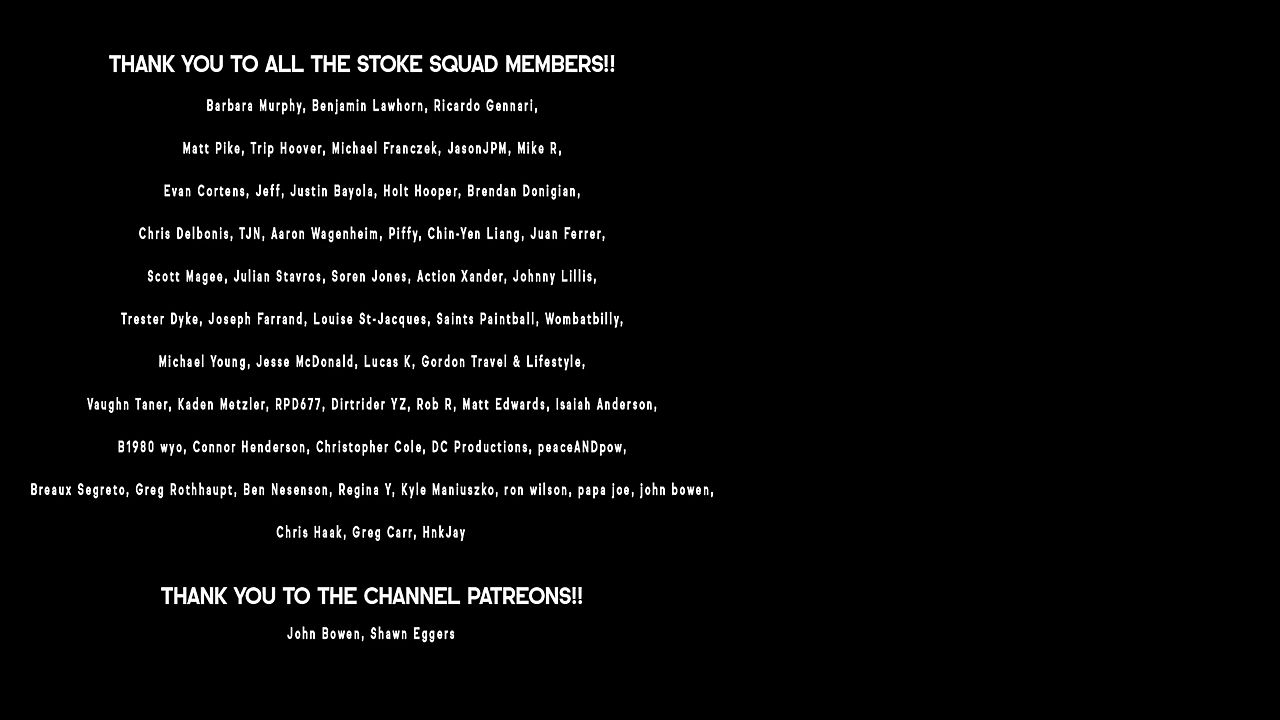 THANK YOU TO ALL THE STOKE SQUAD MEMBERS!!
Barbara Murphy, Benjamin Lawhorn, Ricardo Gennari,
Matt Pike, Trip Hoover, Michael Franczek, JasonJPM, Mike R,
Evan Cortens, Jeff, Justin Bayola, Holt Hooper, Brendan Donigian,
Chris Delbonis, TJN, Aaron Wagenheim, Piffy, Chin-Yen Liang, Juan Ferrer,
Scott Magee, Julian Stavros, Soren Jones, Action Xander, Johnny Lillis,
Trester Dyke, Joseph Farrand, Louise St-Jacques, Saints Paintball, Wombatbilly,
Michael Young, Jesse McDonald, Lucas K, Gordon Travel & Lifestyle,
Vaughn Taner, Kaden Metzler, RPD677, Dirtrider YZ, Rob R, Matt Edwards, Isaiah Anderson,
B1980 wyo, Connor Henderson, Christopher Cole, DC Productions, peaceANDpow,
Breaux Segreto, Greg Rothhaupt, Ben Nesenson, Regina Y, Kyle Maniuszko, ron wilson, papa joe, john bowen,
Chris Haak, Greg Carr, HnkJay
THANK YOU TO THE CHANNEL PATREONS!!
John Bowen, Shawn Eggers